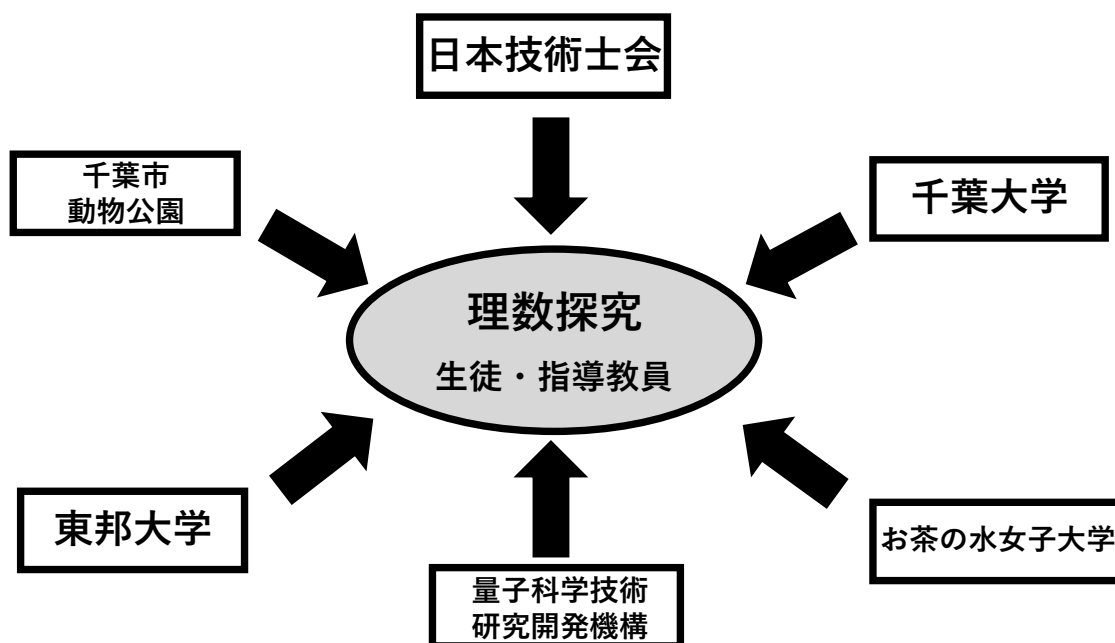 日本技術士会
千葉市
動物公園
千葉大学
理数探究
生徒・指導教員
東邦大学
お茶の水女子大学
量子科学技術
研究開発機構